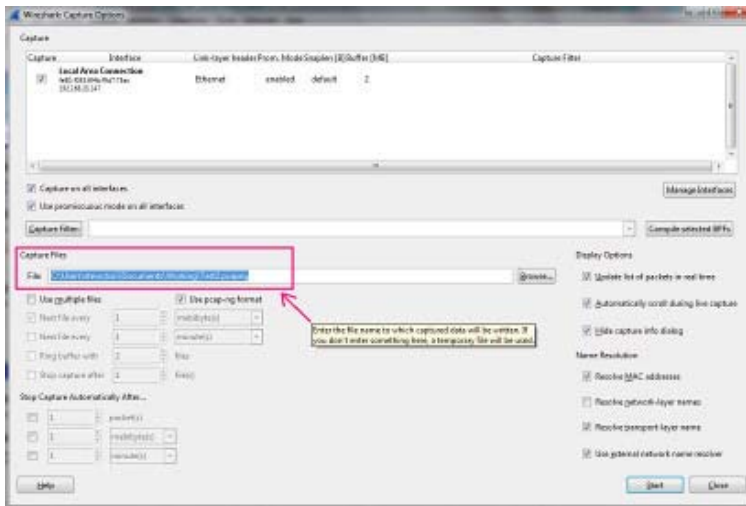 Wireshark: Capture Options
Capture
Capture Interface Link-layer header Prom. Mode Snaplen [B] Buffer [MB] Capture Filter
Local Area Connection
Ethernet enabled default 2
Capture on all interfaces
Use promiscuous mode on all interfaces
Manage Interfaces
Capture Filter:
Compile selected BPFs
Capture Files
File:
Browse...
Use multiple files
Use pcap-ng format
Next file every 1 megabyte(s)
Next file every 1 minute(s)
Ring buffer with 2 files
Stop capture after 1 file(s)
Enter the file name to which captured data will be written. If
you don't enter something here, a temporary file will be used.
Stop Capture Automatically After...
1 packet(s)
1 megabyte(s)
1 minute(s)
Display Options
Update list of packets in real time
Automatically scroll during live capture
Hide capture info dialog
Name Resolution
Resolve MAC addresses
Resolve network-layer names
Resolve transport-layer name
Use external network name resolver
Help
Start
Close